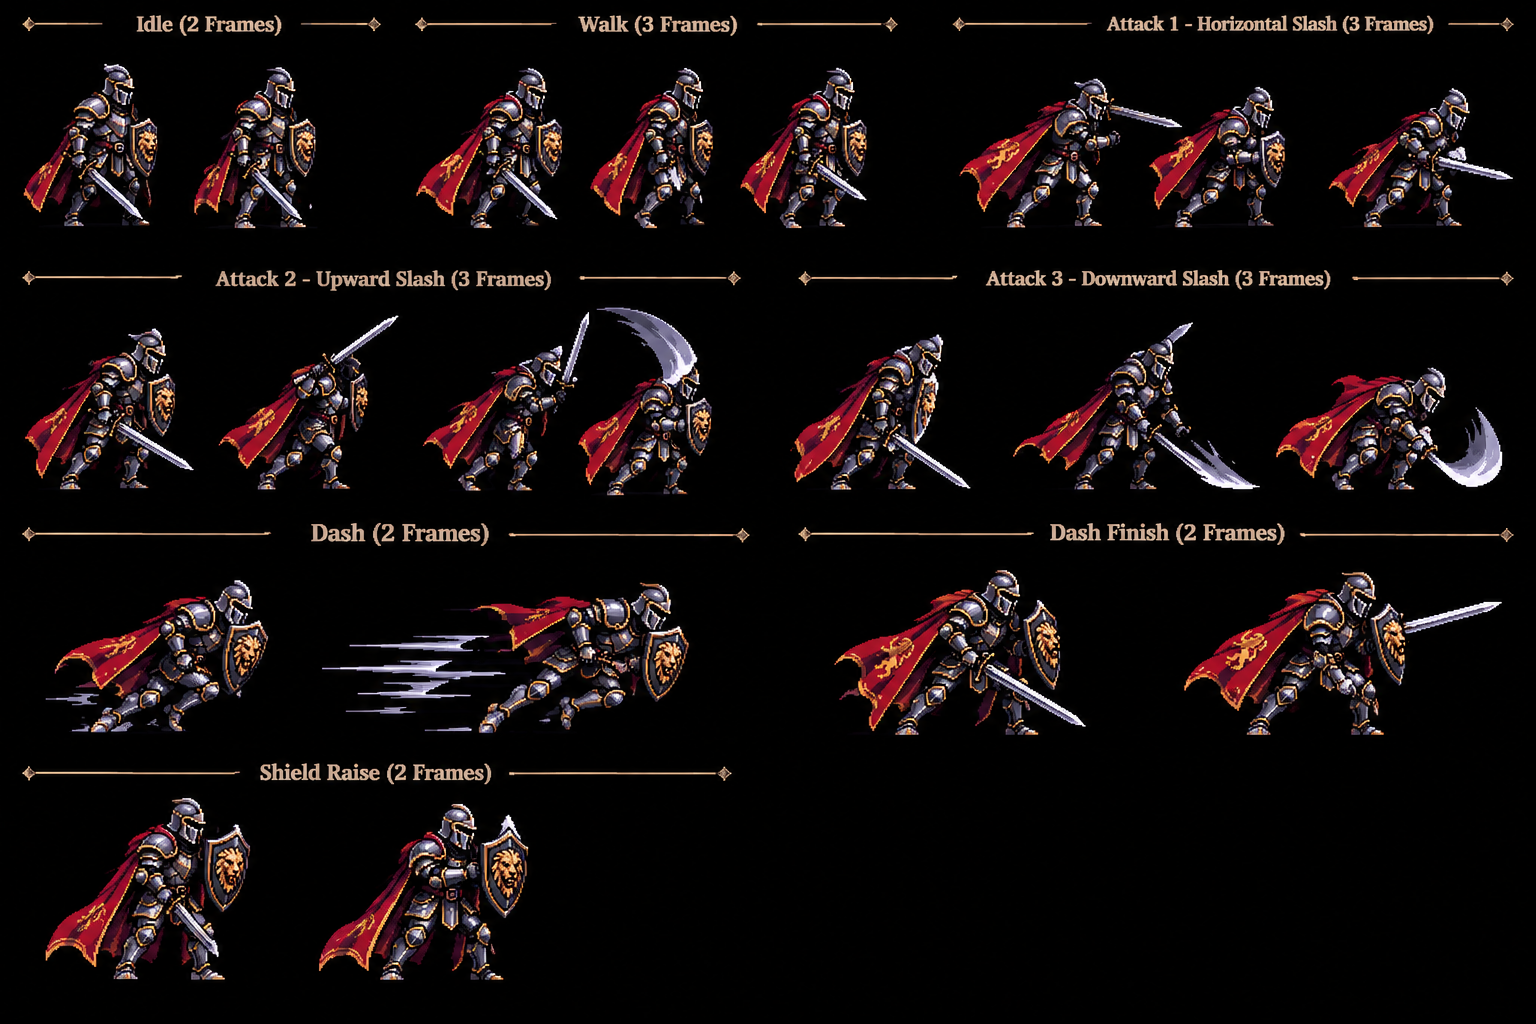 Idle (2 Frames)
Walk (3 Frames)
Attack 1 - Horizontal Slash (3 Frames)
Attack 2 - Upward Slash (3 Frames)
Attack 3 - Downward Slash (3 Frames)
Dash (2 Frames)
Dash Finish (2 Frames)
Shield Raise (2 Frames)